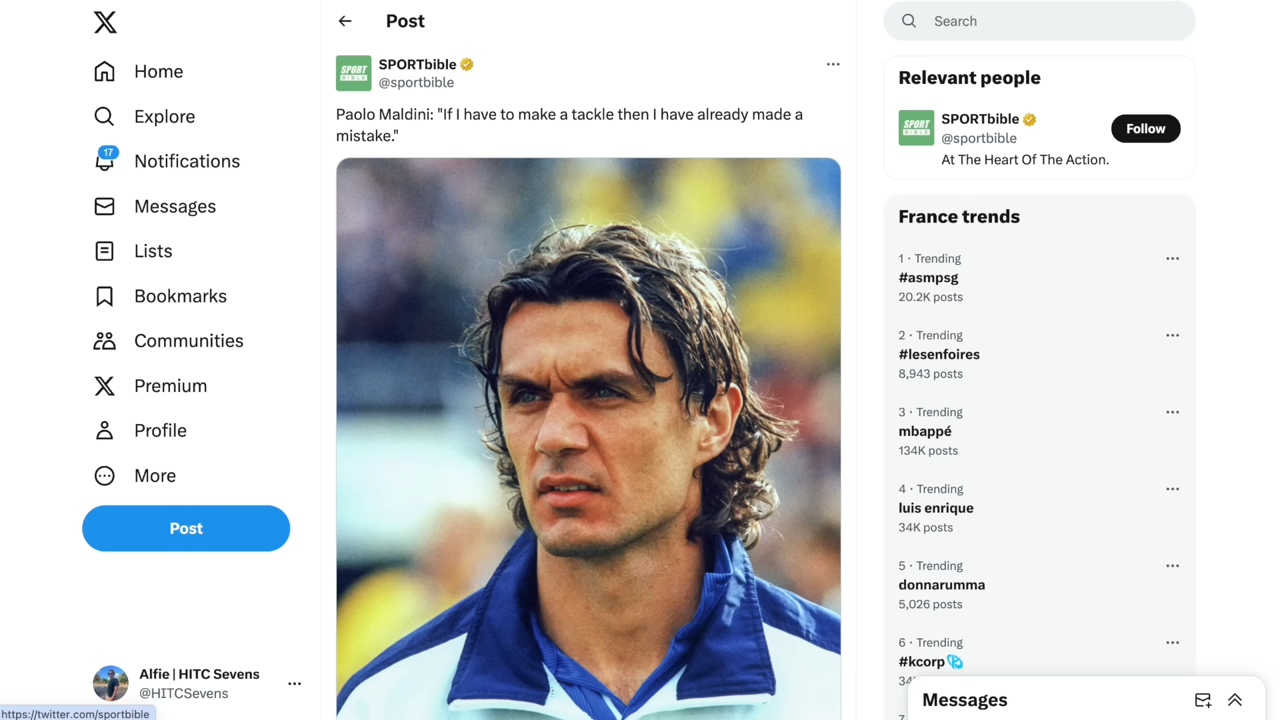 Home
Explore
17
Notifications
Messages
Lists
Bookmarks
Communities
Premium
Profile
More
Post
Alfie | HITC Sevens
@HITCSevens
https://twitter.com/sportbible
Post
SPORT
BIBLE
SPORTbible
@sportbible
Paolo Maldini: "If I have to make a tackle then I have already made a
mistake."
Search
Relevant people
SPORT
BIBLE
SPORTbible
@sportbible
Follow
At The Heart Of The Action.
France trends
1 · Trending
#asmpsg
20.2K posts
2 · Trending
#lesenfoires
8,943 posts
3 · Trending
mbappé
134K posts
4 · Trending
luis enrique
34K posts
5 · Trending
donnarumma
5,026 posts
6 · Trending
#kcorp
Messages